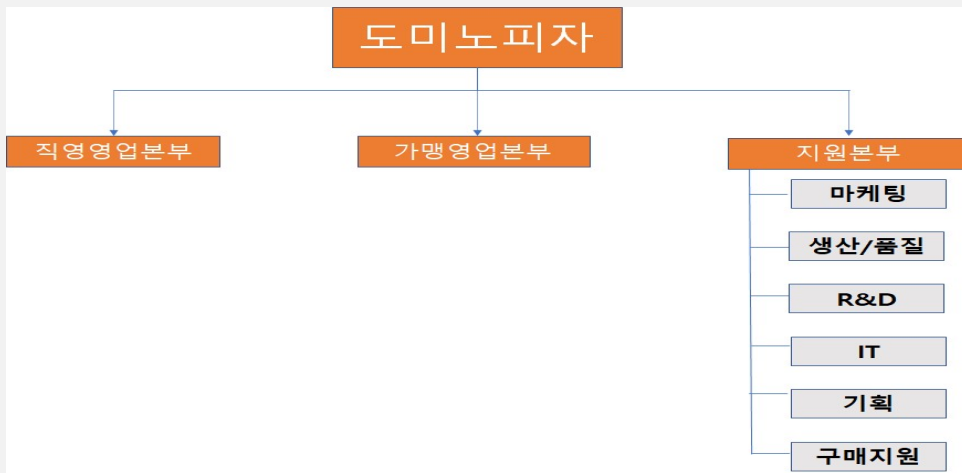 도미노피자
직영영업본부
가맹영업본부
지원본부
마케팅
생산/품질
R&D
IT
기획
구매지원